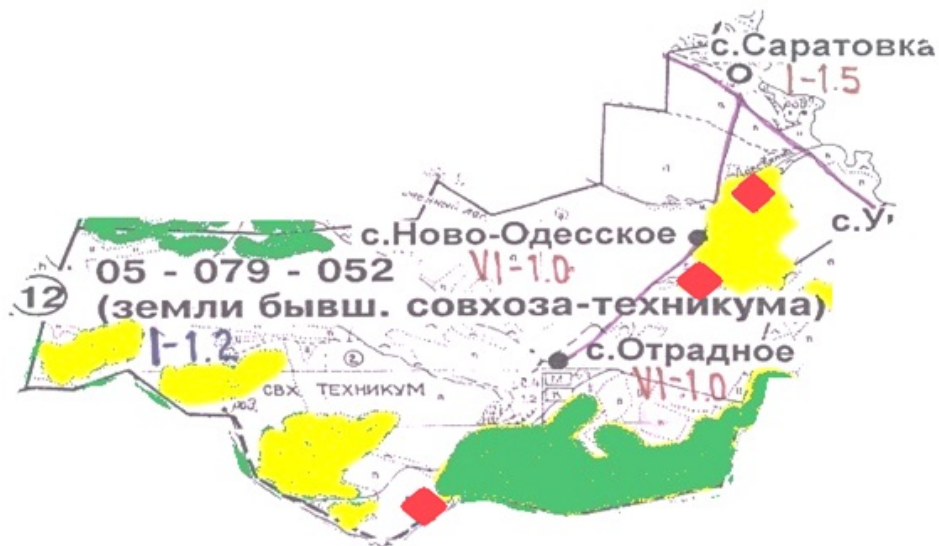 с.Саратовка
I-1.5
с.Ново-Одесское
с.У
VI-1.0
05 - 079 - 052
12
(земли бывш. совхоза-техникума)
I-1.2
2
с.Отрадное
VI-1.0
СВХ ТЕХНИКУМ